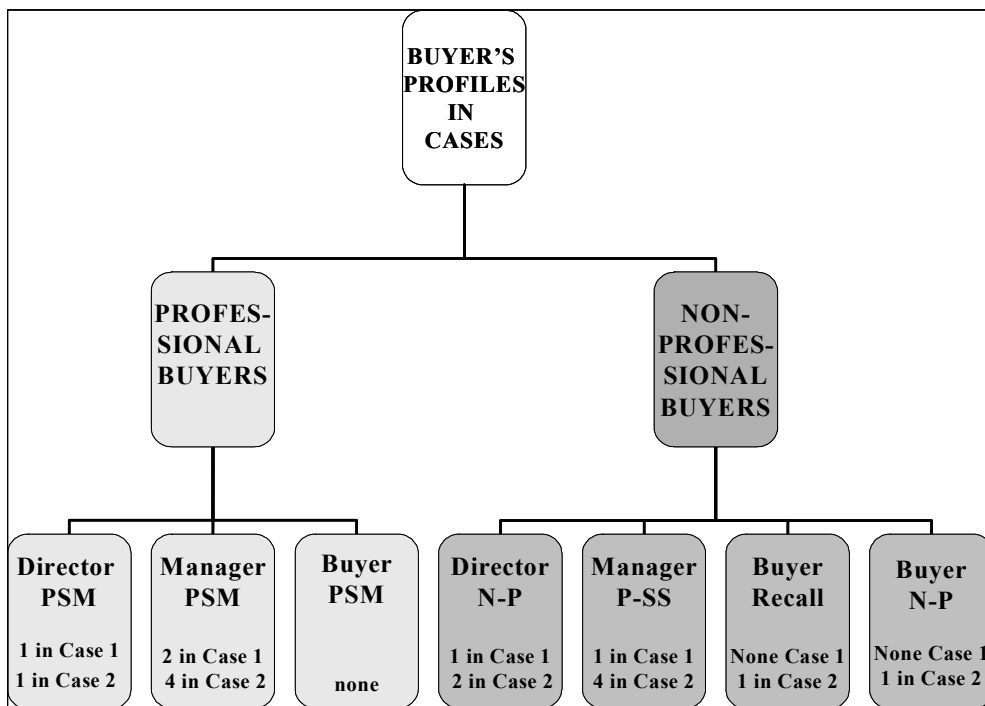 BUYER’S
PROFILES
IN
CASES
PROFES-
SIONAL
BUYERS
NON-
PROFES-
SIONAL
BUYERS
Director
PSM
1 in Case 1
1 in Case 2
Manager
PSM
2 in Case 1
4 in Case 2
Buyer
PSM
none
Director
N-P
1 in Case 1
2 in Case 2
Manager
P-SS
1 in Case 1
4 in Case 2
Buyer
Recall
None Case 1
1 in Case 2
Buyer
N-P
None Case 1
1 in Case 2